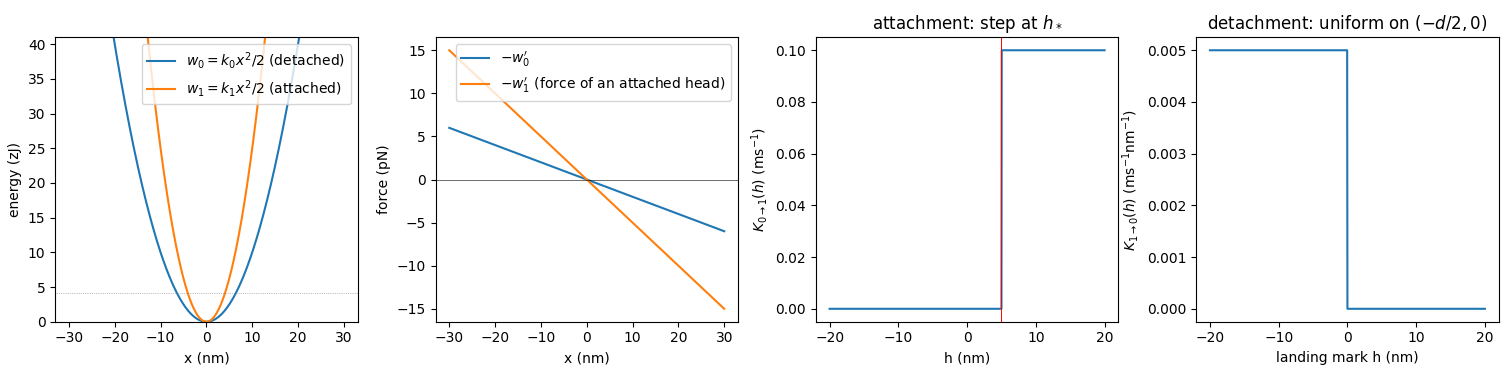 attachment: step at h*
detachment: uniform on (−d/2, 0)
w₀ = k₀x²/2 (detached)
w₁ = k₁x²/2 (attached)
−w′₀
−w′₁ (force of an attached head)
energy (zJ)
40
35
30
25
20
15
10
5
0
−30 −20 −10 0 10 20 30
x (nm)
force (pN)
15
10
5
0
−5
−10
−15
−30 −20 −10 0 10 20 30
x (nm)
K₀→₁(h) (ms⁻¹)
0.10
0.08
0.06
0.04
0.02
0.00
−20 −10 0 10 20
h (nm)
K₁→₀(h) (ms⁻¹nm⁻¹)
0.005
0.004
0.003
0.002
0.001
0.000
−20 −10 0 10 20
landing mark h (nm)